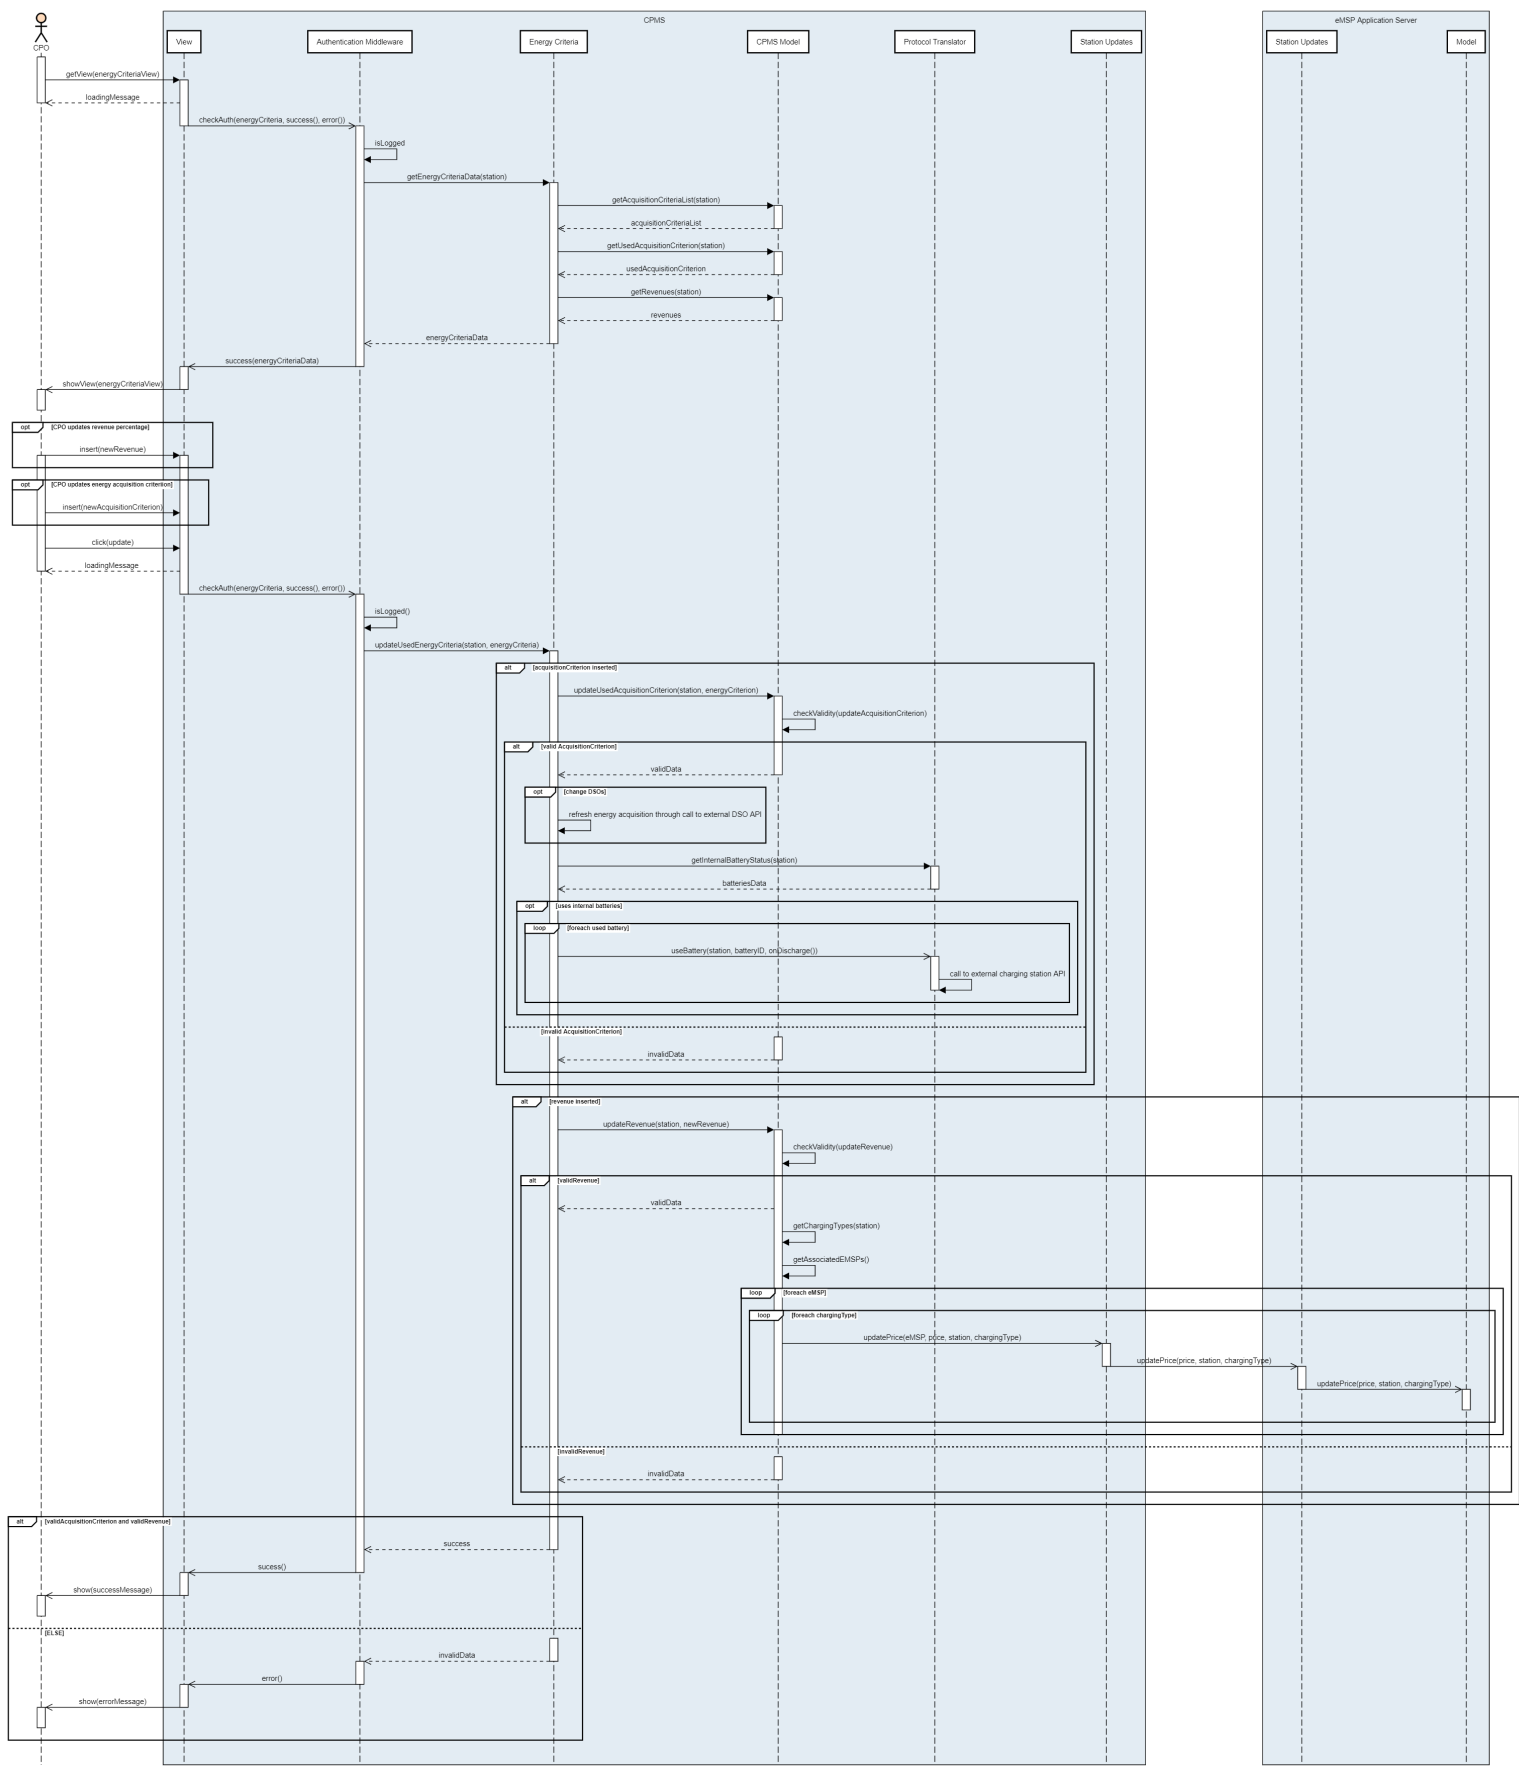 CPMS
eMSP Application Server
CPO
View
Authentication Middleware
Energy Criteria
CPMS Model
Protocol Translator
Station Updates
Station Updates
Model
getView(energyCriteriaView)
loadingMessage
checkAuth(energyCriteria, success(), error())
isLogged
getEnergyCriteriaData(station)
getAcquisitionCriteriaList(station)
acquisitionCriteriaList
getUsedAcquisitionCriterion(station)
usedAcquisitionCriterion
getRevenues(station)
revenues
energyCriteriaData
success(energyCriteriaData)
showView(energyCriteriaView)
opt [CPO updates revenue percentage]
insert(newRevenue)
opt [CPO updates energy acquisition criteriion]
insert(newAcquisitionCriterion)
click(update)
loadingMessage
checkAuth(energyCriteria, success(), error())
isLogged()
updateUsedEnergyCriteria(station, energyCriteria)
alt [acquisitionCriterion inserted]
updateUsedAcquisitionCriterion(station, energyCriterion)
checkValidity(updateAcquisitionCriterion)
alt [valid AcquisitionCriterion]
validData
opt [change DSOs]
refresh energy acquisition through call to external DSO API
getInternalBatteryStatus(station)
batteriesData
opt [uses internal batteries]
loop [foreach used battery]
useBattery(station, batteryID, onDischarge())
call to external charging station API
[invalid AcquisitionCriterion]
invalidData
alt [revenue inserted]
updateRevenue(station, newRevenue)
checkValidity(updateRevenue)
alt [validRevenue]
validData
getChargingTypes(station)
getAssociatedEMSPs()
loop [foreach eMSP]
loop [foreach chargingType]
updatePrice(eMSP, price, station, chargingType)
updatePrice(price, station, chargingType)
updatePrice(price, station, chargingType)
[invalidRevenue]
invalidData
alt [validAcquisitionCriterion and validRevenue]
success
sucess()
show(successMessage)
[ELSE]
invalidData
error()
show(errorMessage)